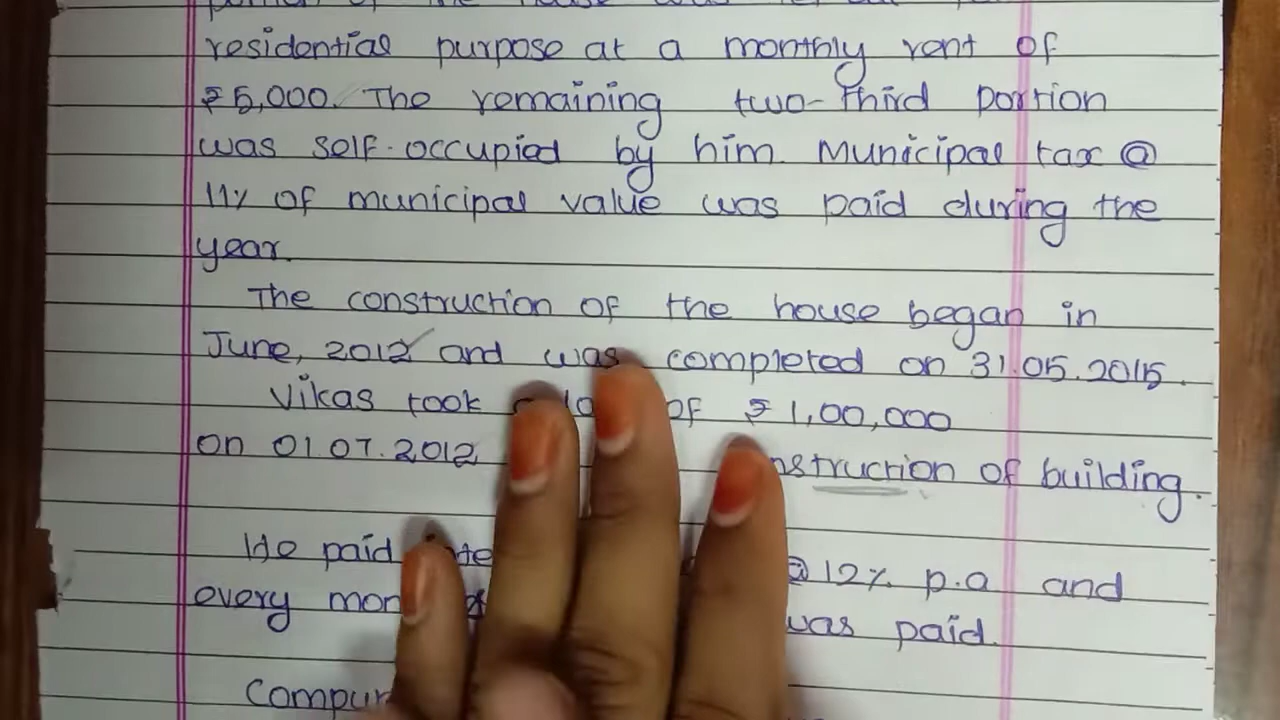 residential purpose at a monthly rent of
₹5,000. The remaining two-third portion
was self-occupied by him. Municipal tax @
11% of municipal value was paid during the
year.
The construction of the house began in
June, 2012 and was completed on 31.05.2015.
Vikas took of ₹1,00,000
on 01.07.2012 of building.
He paid @ 12% p.a and
every was paid.